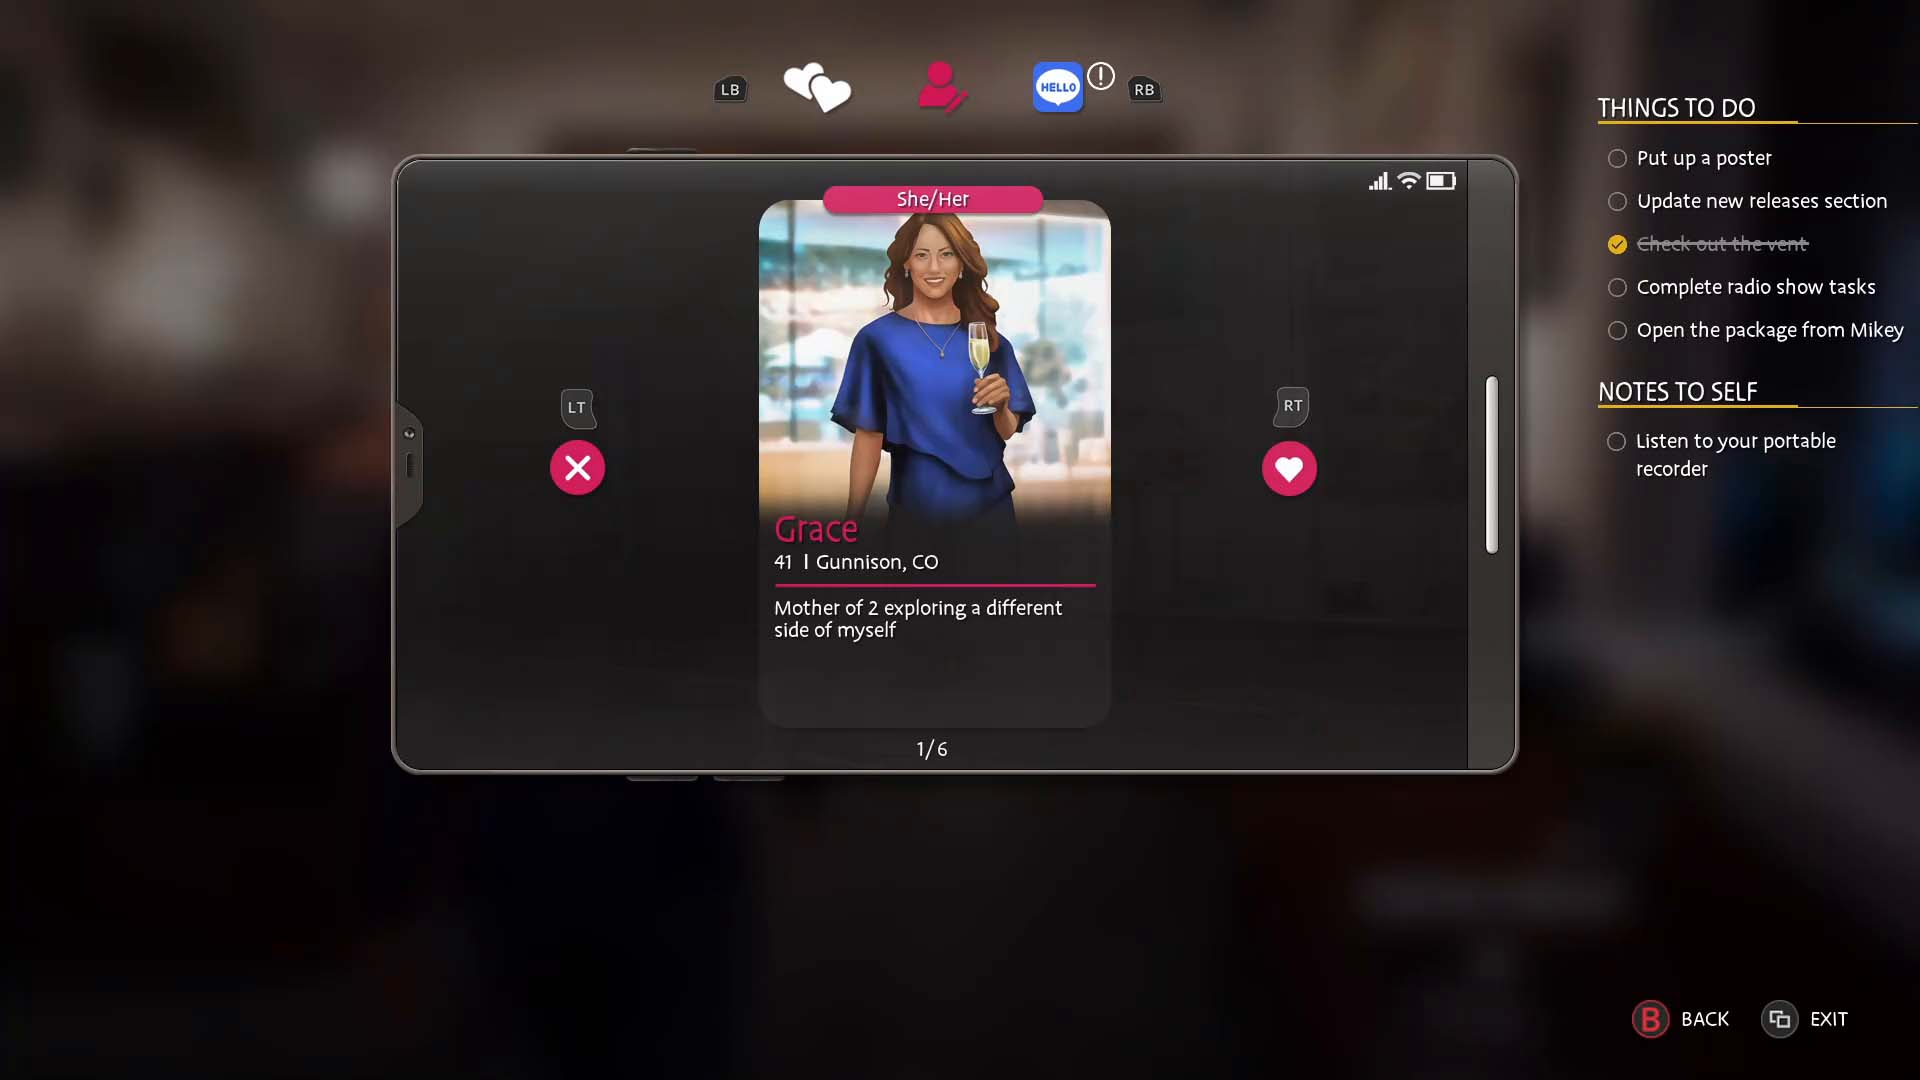 LB
HELLO
!
RB
She/Her
LT
RT
Grace
41 | Gunnison, CO
Mother of 2 exploring a different
side of myself
1/6
THINGS TO DO
Put up a poster
Update new releases section
Check out the vent
Complete radio show tasks
Open the package from Mikey
NOTES TO SELF
Listen to your portable
recorder
B BACK
EXIT